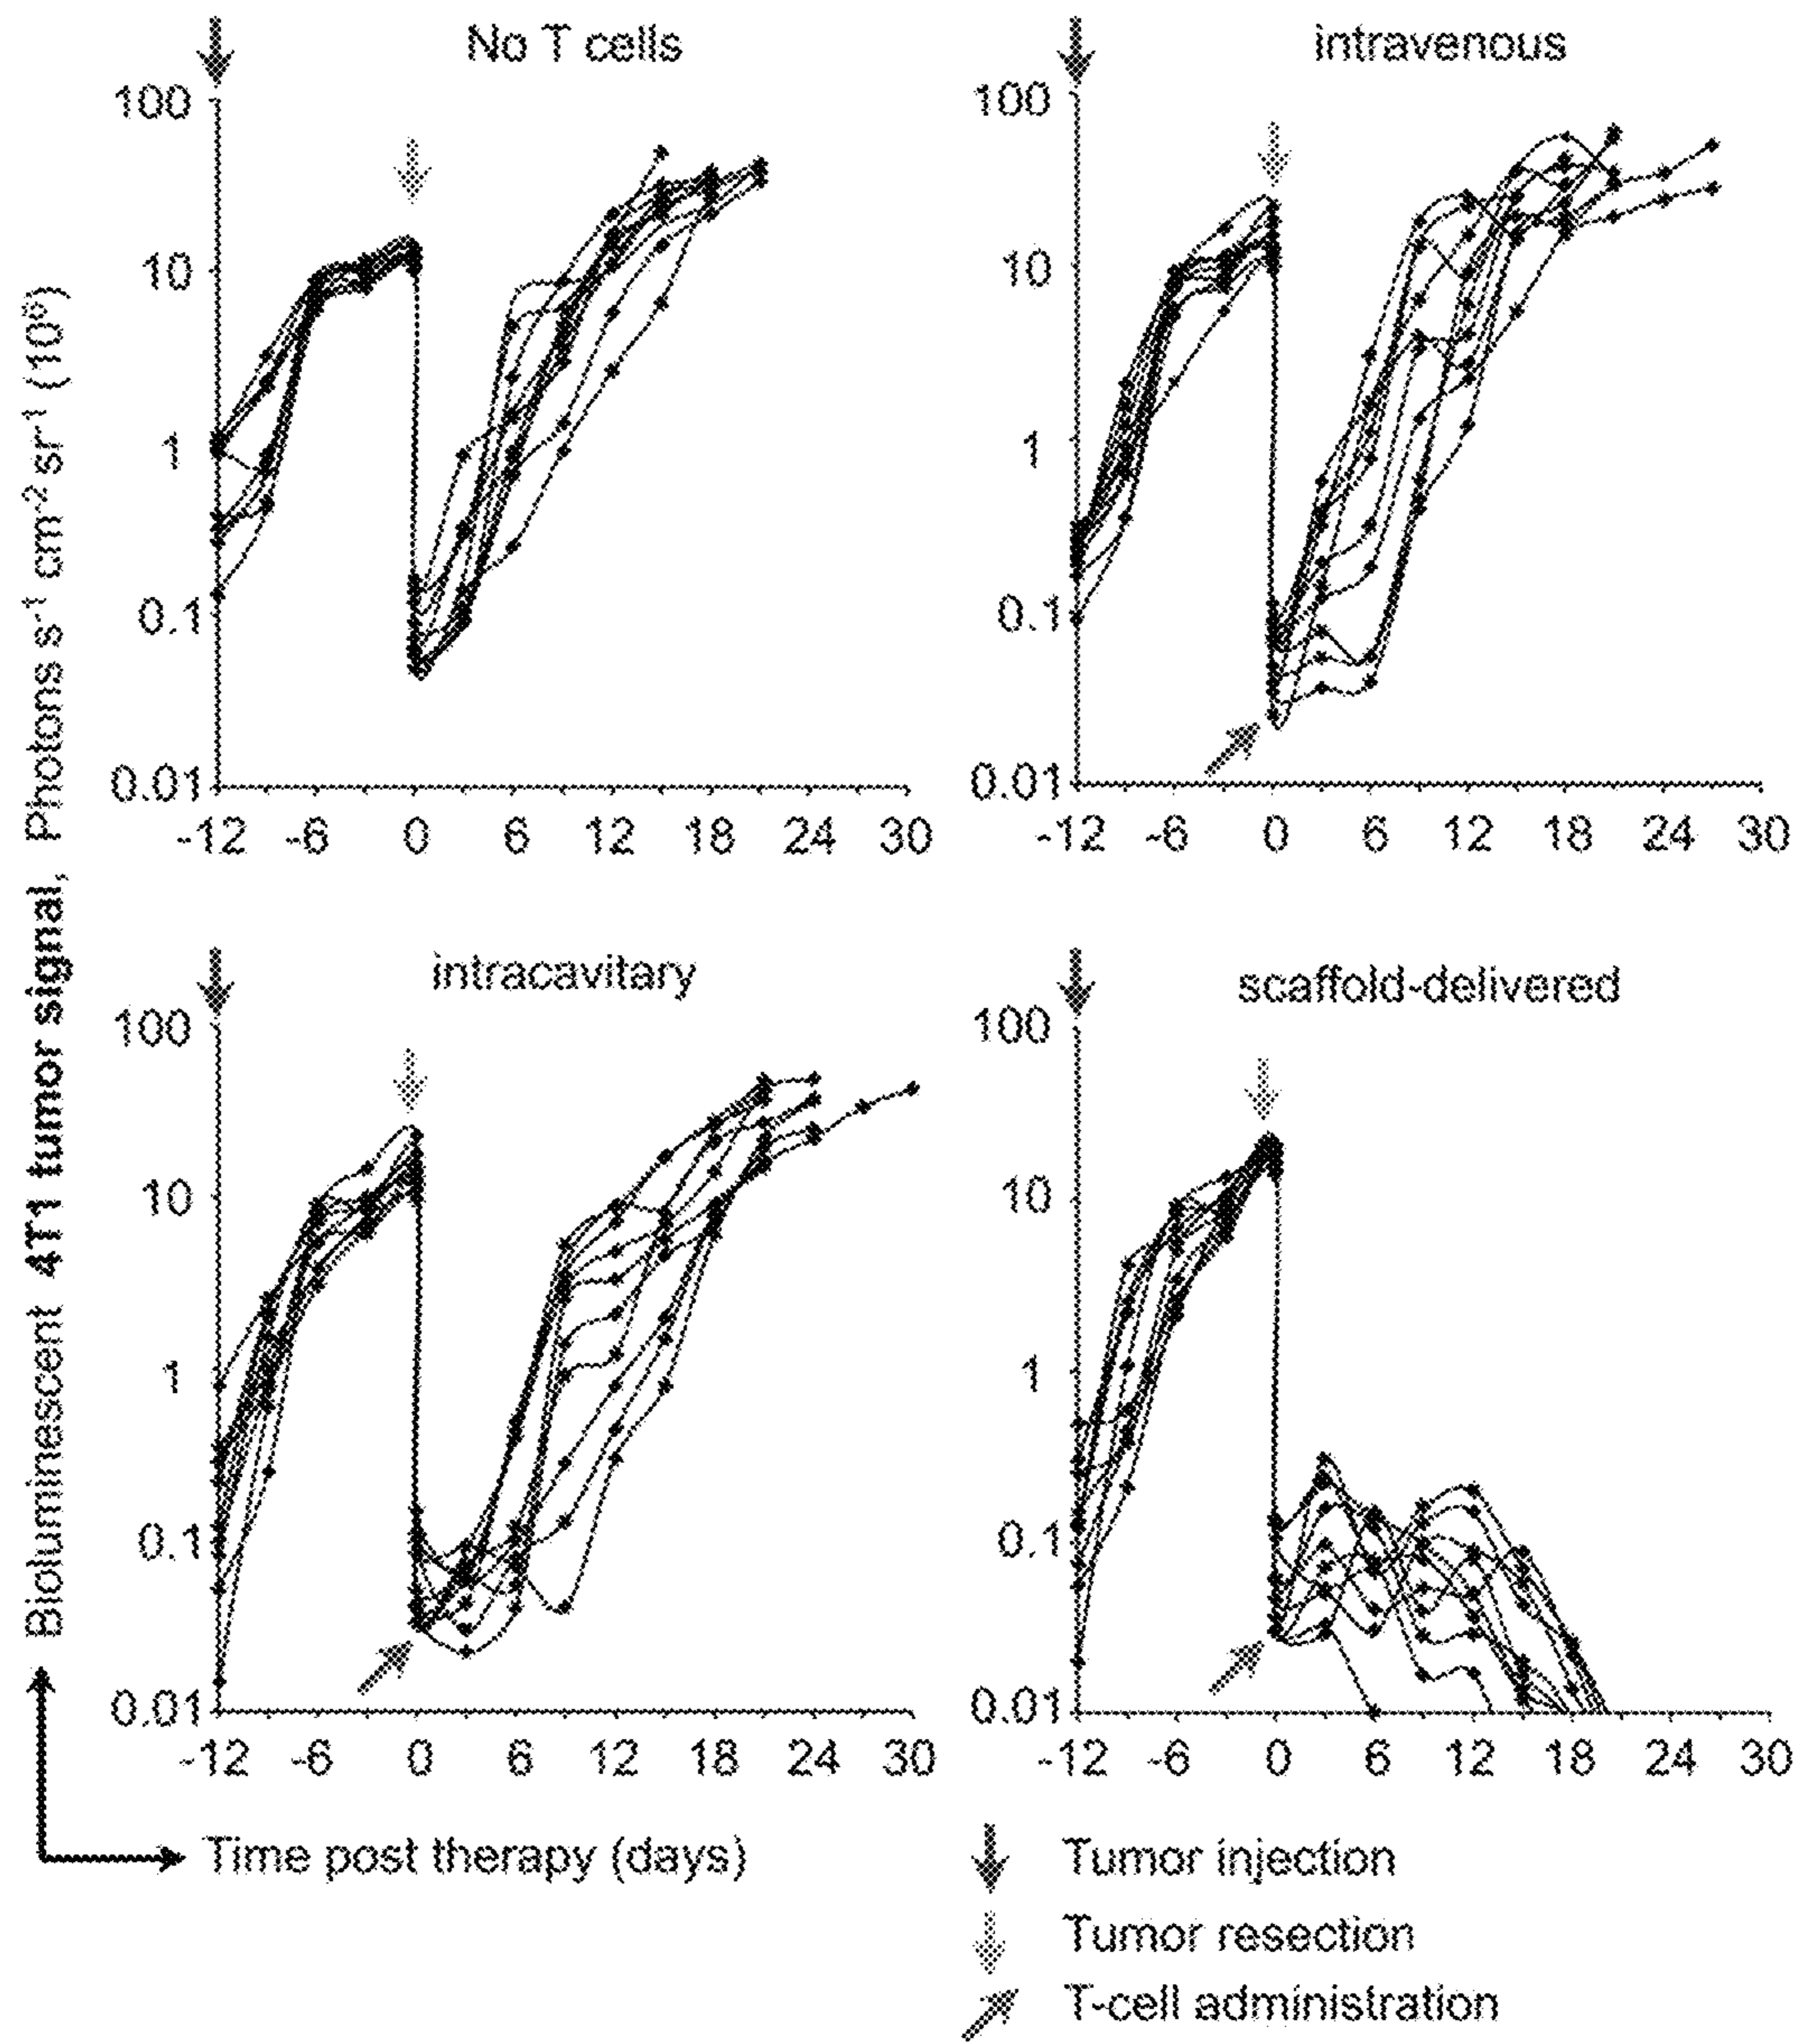 No T cells
100
10
1
0.1
0.01
-12 -6 0 6 12 18 24 30
intravenous
100
10
1
0.1
0.01
-12 -6 0 6 12 18 24 30
intracavitary
100
10
1
0.1
0.01
-12 -6 0 6 12 18 24 30
scaffold-delivered
100
10
1
0.1
0.01
-12 -6 0 6 12 18 24 30
Bioluminescent 4T1 tumor signal, Photons s⁻¹ cm⁻² sr⁻¹ (10⁶)
Time post therapy (days)
Tumor injection
Tumor resection
T-cell administration